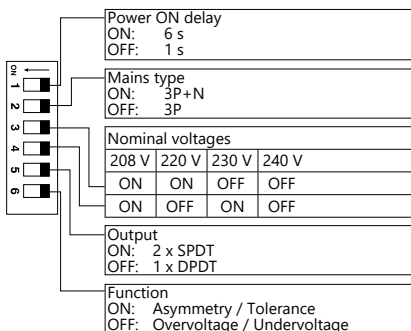 Power ON delay
ON: 6 s
OFF: 1 s
ON
1
2
3
4
5
6
Mains type
ON: 3P+N
OFF: 3P
Nominal voltages
208 V 220 V 230 V 240 V
ON ON OFF OFF
ON OFF ON OFF
Output
ON: 2 x SPDT
OFF: 1 x DPDT
Function
ON: Asymmetry / Tolerance
OFF: Overvoltage / Undervoltage